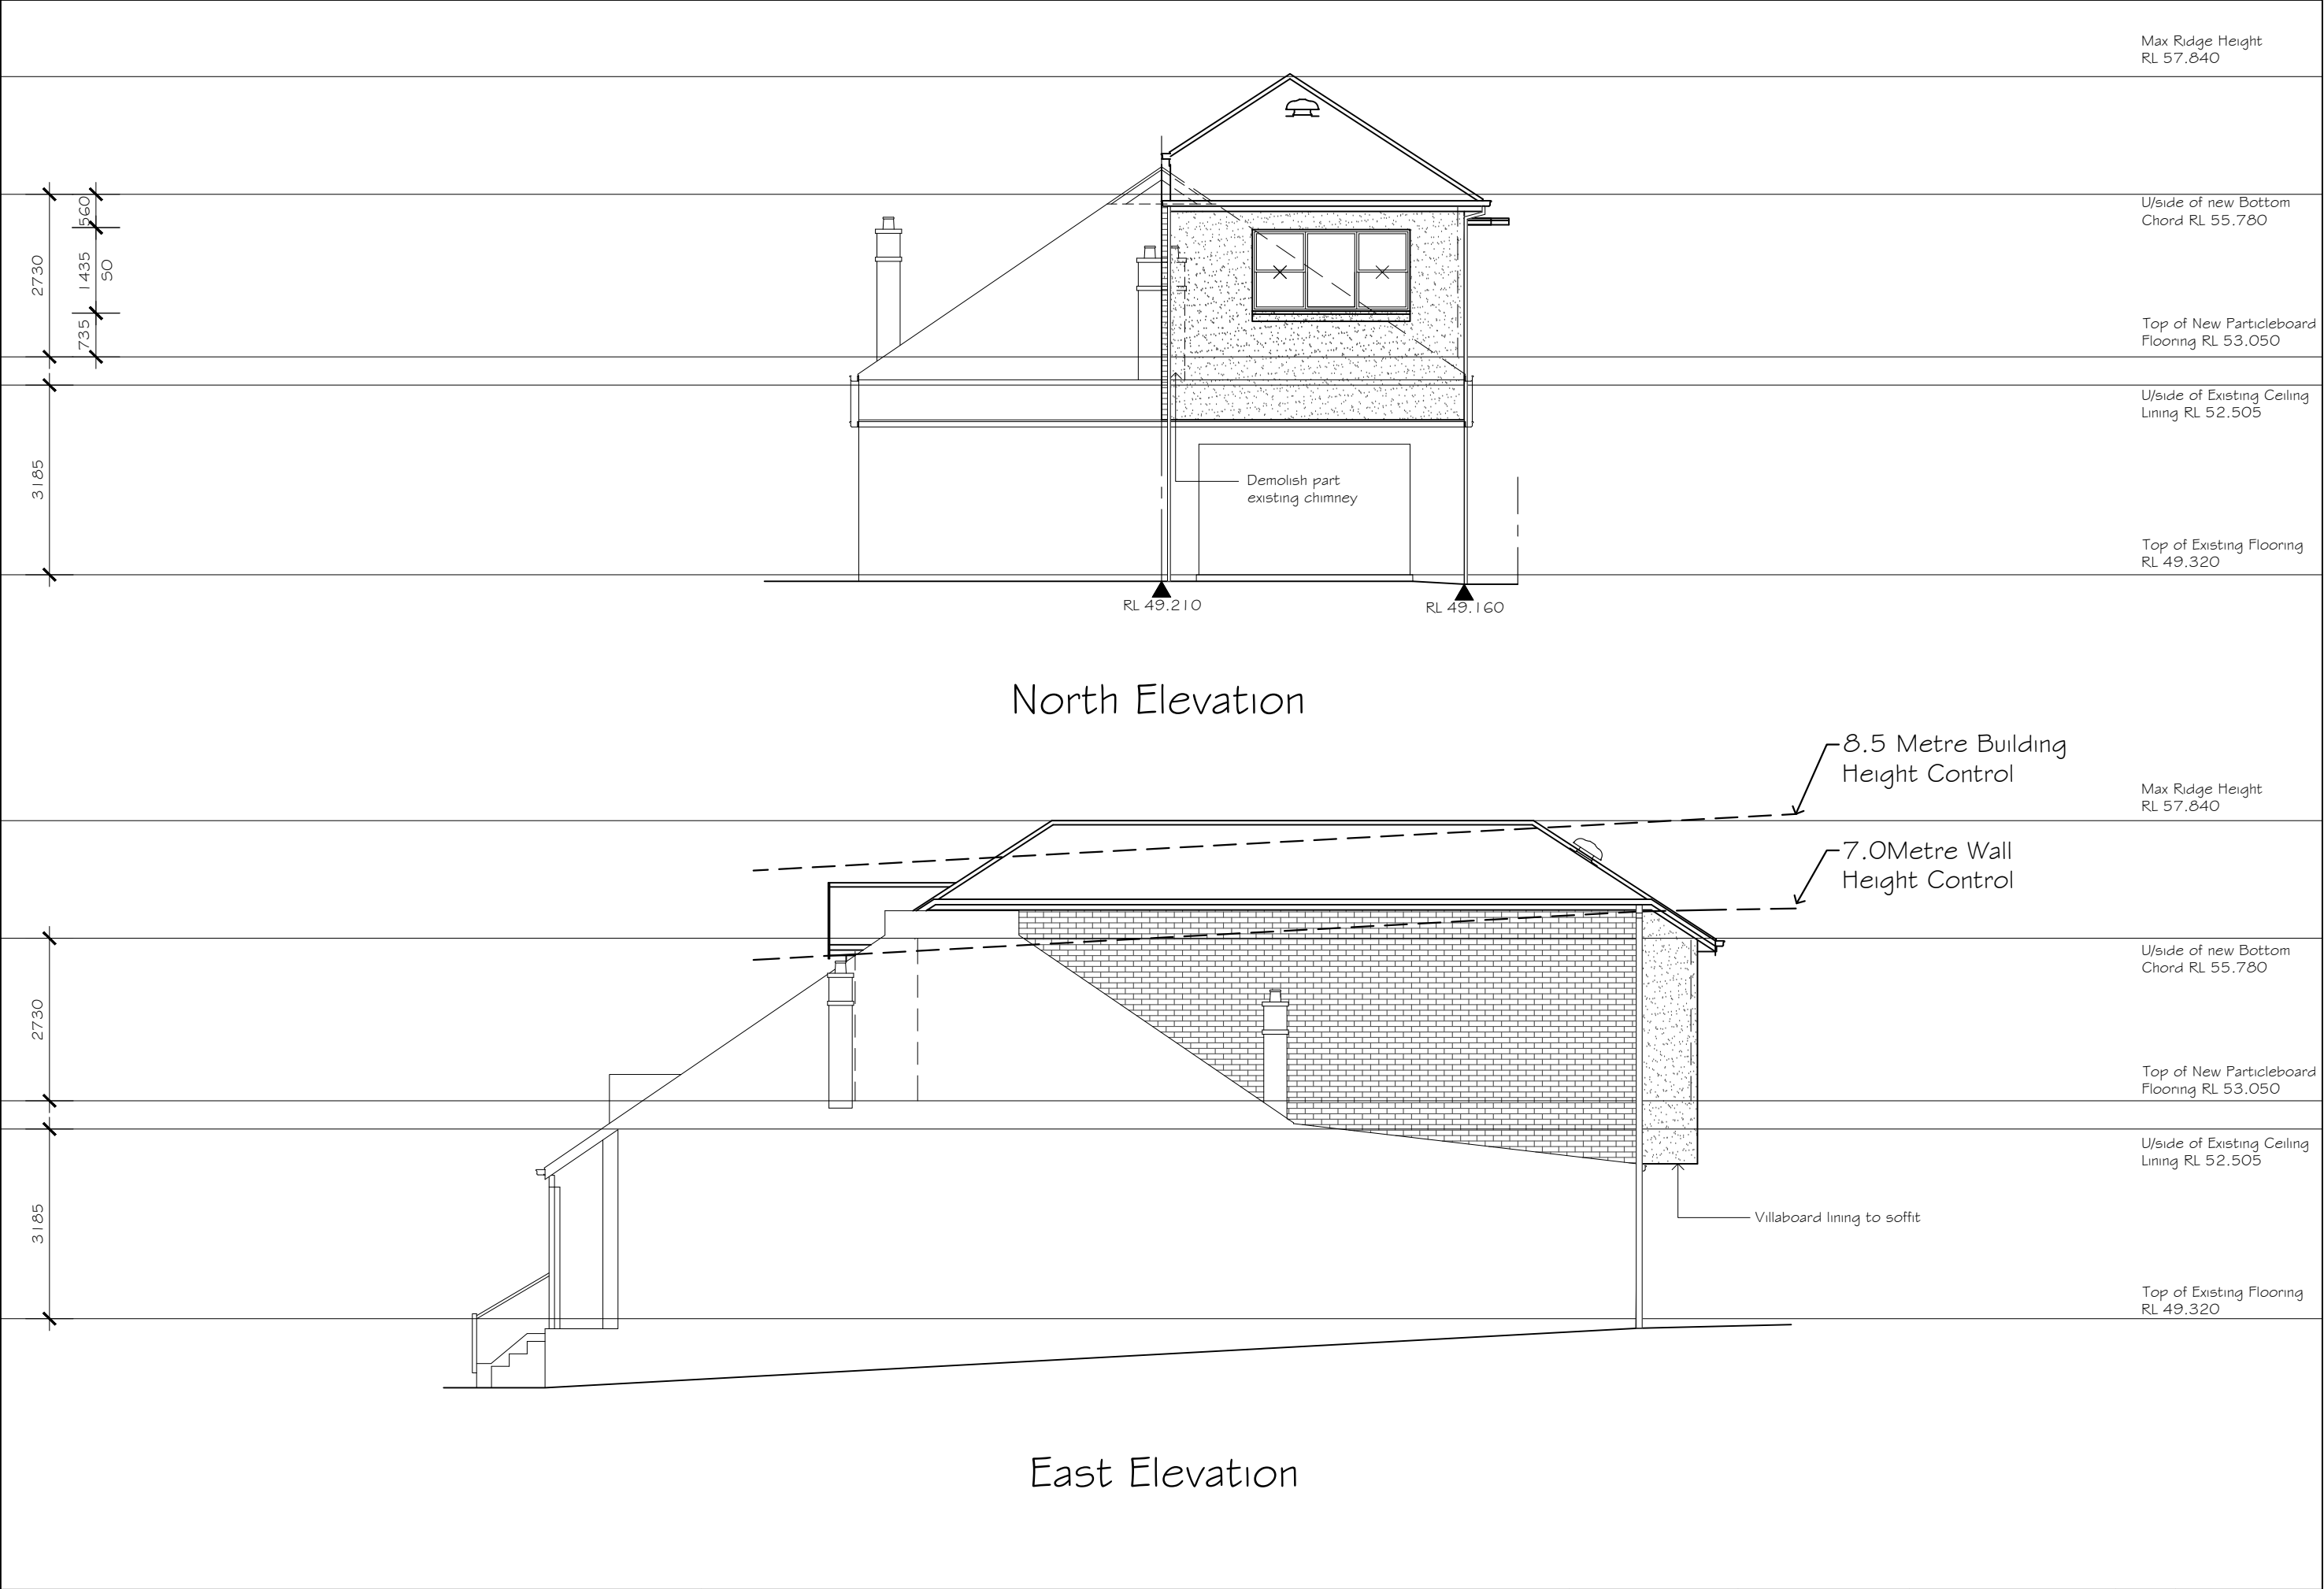 Max Ridge Height
RL 57.840
U/side of new Bottom
Chord RL 55.780
560
1435
50
2730
735
Top of New Particleboard
Flooring RL 53.050
U/side of Existing Ceiling
Lining RL 52.505
3185
Demolish part
existing chimney
Top of Existing Flooring
RL 49.320
RL 49.210
RL 49.160
North Elevation
8.5 Metre Building
Height Control
Max Ridge Height
RL 57.840
7.0Metre Wall
Height Control
U/side of new Bottom
Chord RL 55.780
2730
Top of New Particleboard
Flooring RL 53.050
U/side of Existing Ceiling
Lining RL 52.505
3185
Villaboard lining to soffit
Top of Existing Flooring
RL 49.320
East Elevation